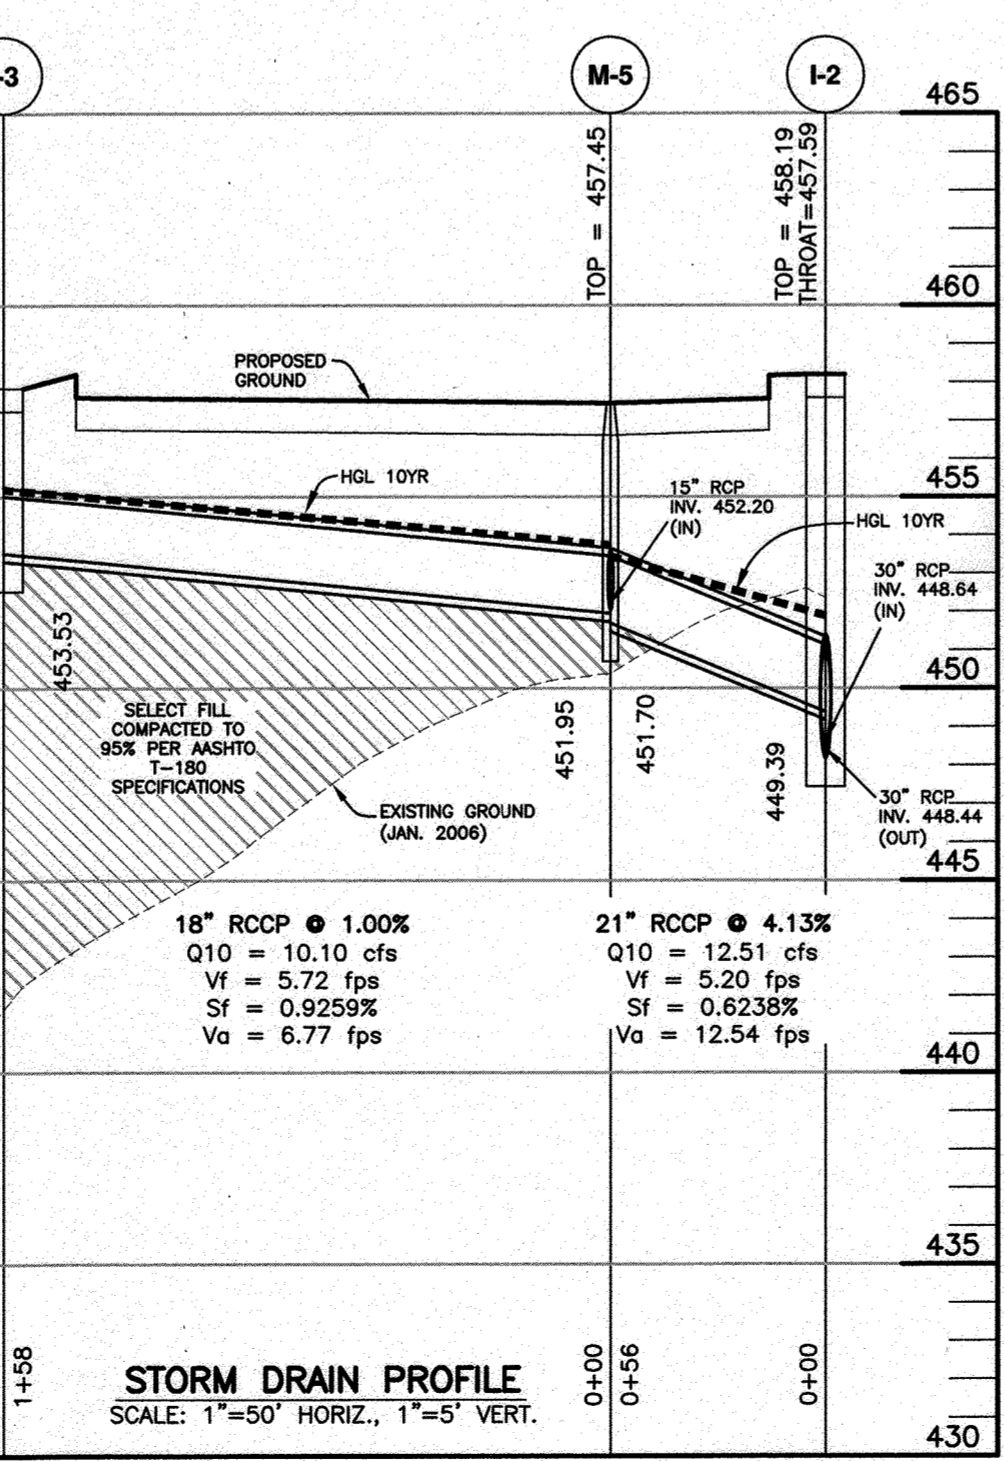 -3
M-5
I-2
465
TOP = 457.45
TOP = 458.19
THROAT=457.59
460
PROPOSED
GROUND
HGL 10YR
455
15" RCP
INV. 452.20
(IN)
HGL 10YR
30" RCP
INV. 448.64
(IN)
453.53
450
SELECT FILL
COMPACTED TO
95% PER AASHTO
T-180
SPECIFICATIONS
451.95
451.70
449.39
EXISTING GROUND
(JAN. 2006)
30" RCP
INV. 448.44
(OUT)
445
18" RCCP @ 1.00%
Q10 = 10.10 cfs
Vf = 5.72 fps
Sf = 0.9259%
Va = 6.77 fps
21" RCCP @ 4.13%
Q10 = 12.51 cfs
Vf = 5.20 fps
Sf = 0.6238%
Va = 12.54 fps
440
435
1+58
0+00
0+56
0+00
STORM DRAIN PROFILE
SCALE: 1"=50' HORIZ., 1"=5' VERT.
430